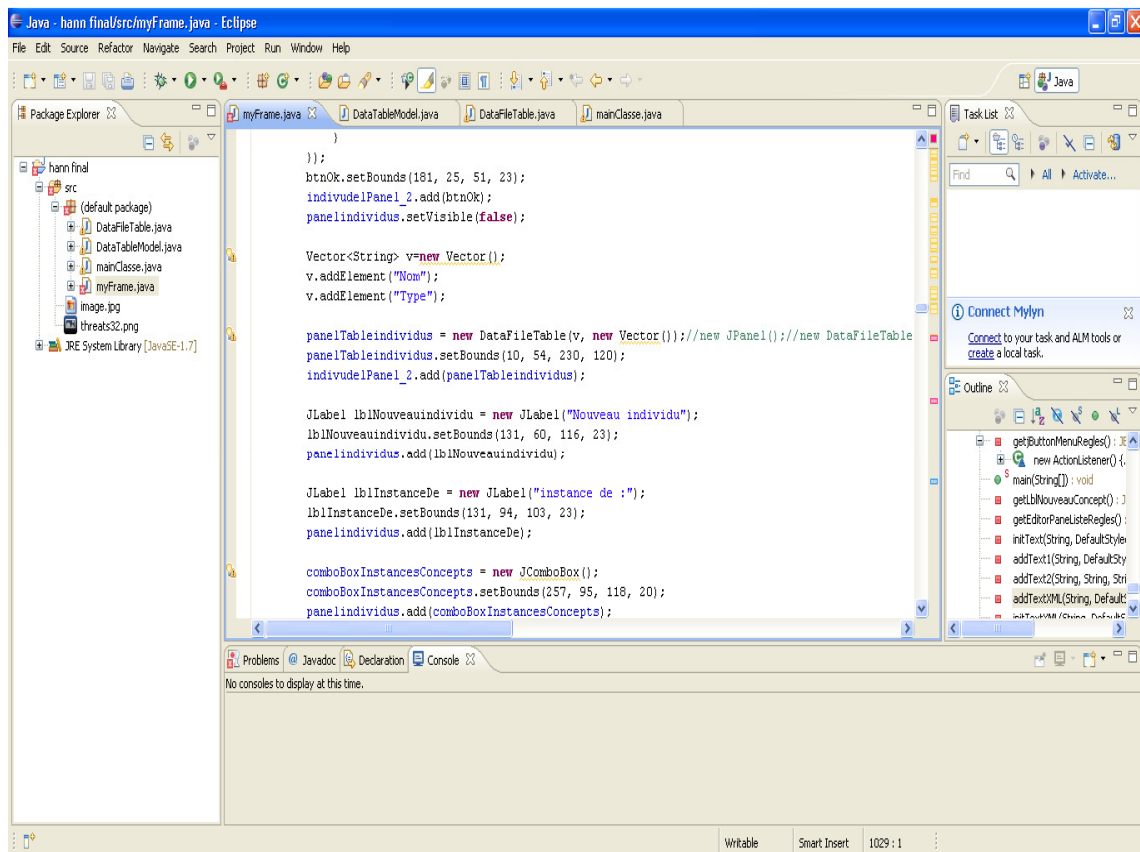 Java - hann final/src/myFrame.java - Eclipse
File Edit Source Refactor Navigate Search Project Run Window Help
Java
Package Explorer
hann final
src
(default package)
DataFileTable.java
DataTableModel.java
mainClasse.java
myFrame.java
image.jpg
threats32.png
JRE System Library [JavaSE-1.7]
myFrame.java DataTableModel.java DataFileTable.java mainClasse.java
}
});
btnOk.setBounds(181, 25, 51, 23);
indivudelPanel_2.add(btnOk);
panelindividus.setVisible(false);
Vector<String> v=new Vector();
v.addElement("Nom");
v.addElement("Type");
panelTableindividus = new DataFileTable(v, new Vector());//new JPanel();//new DataFileTable
panelTableindividus.setBounds(10, 54, 230, 120);
indivudelPanel_2.add(panelTableindividus);
JLabel lblNouveauindividu = new JLabel("Nouveau individu");
lblNouveauindividu.setBounds(131, 60, 116, 23);
panelindividus.add(lblNouveauindividu);
JLabel lblInstanceDe = new JLabel("instance de :");
lblInstanceDe.setBounds(131, 94, 103, 23);
panelindividus.add(lblInstanceDe);
comboBoxInstancesConcepts = new JComboBox();
comboBoxInstancesConcepts.setBounds(257, 95, 118, 20);
panelindividus.add(comboBoxInstancesConcepts);
Task List
Find All Activate...
Connect Mylyn
Connect to your task and ALM tools or
create a local task.
Outline
getjButtonMenuRegles() : JE
new ActionListener() {.
main(String[]) : void
getLblNouveauConcept() : J
getEditorPaneListeRegles() :
initText(String, DefaultStyle
addText1(String, DefaultSty
addText2(String, String, Stri
addTextXML(String, Default
initTextXML(String, DefaultS
Problems Javadoc Declaration Console
No consoles to display at this time.
Writable Smart Insert 1029 : 1